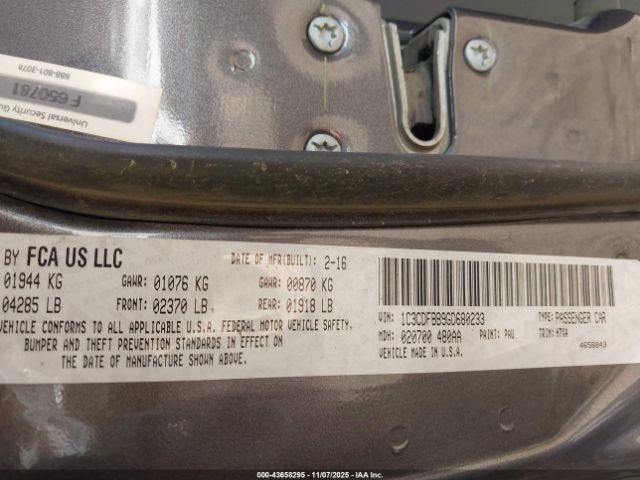 888-801-3078
F 650781
Universal Security Gu
BY FCA US LLC
DATE OF MFR(BUILT): 2-16
01944 KG GAWR: 01076 KG GAWR: 00870 KG
04285 LB FRONT: 02370 LB REAR: 01918 LB
VEHICLE CONFORMS TO ALL APPLICABLE U.S.A. FEDERAL MOTOR VEHICLE SAFETY,
BUMPER AND THEFT PREVENTION STANDARDS IN EFFECT ON
THE DATE OF MANUFACTURE SHOWN ABOVE.
VIN: 1C3CDFBB9GD680233 TYPE: PASSENGER CAR
MDH: 020700 480AA PAINT: PAU TRIM:
VEHICLE MADE IN U.S.A. 4658843
000-43658295 - 11/07/2025 - IAA Inc.